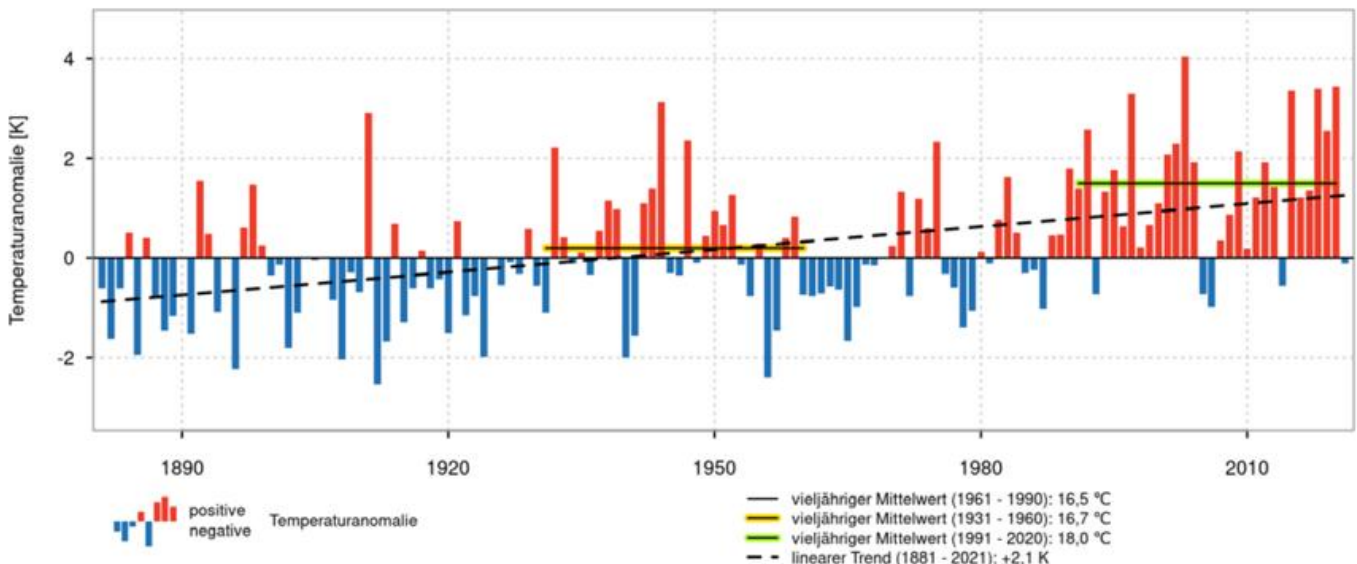 Temperaturanomalie [K]
4
2
0
-2
1890 1920 1950 1980 2010
positive
negative
Temperaturanomalie
vieljähriger Mittelwert (1961 - 1990): 16,5 °C
vieljähriger Mittelwert (1931 - 1960): 16,7 °C
vieljähriger Mittelwert (1991 - 2020): 18,0 °C
linearer Trend (1881 - 2021): +2,1 K